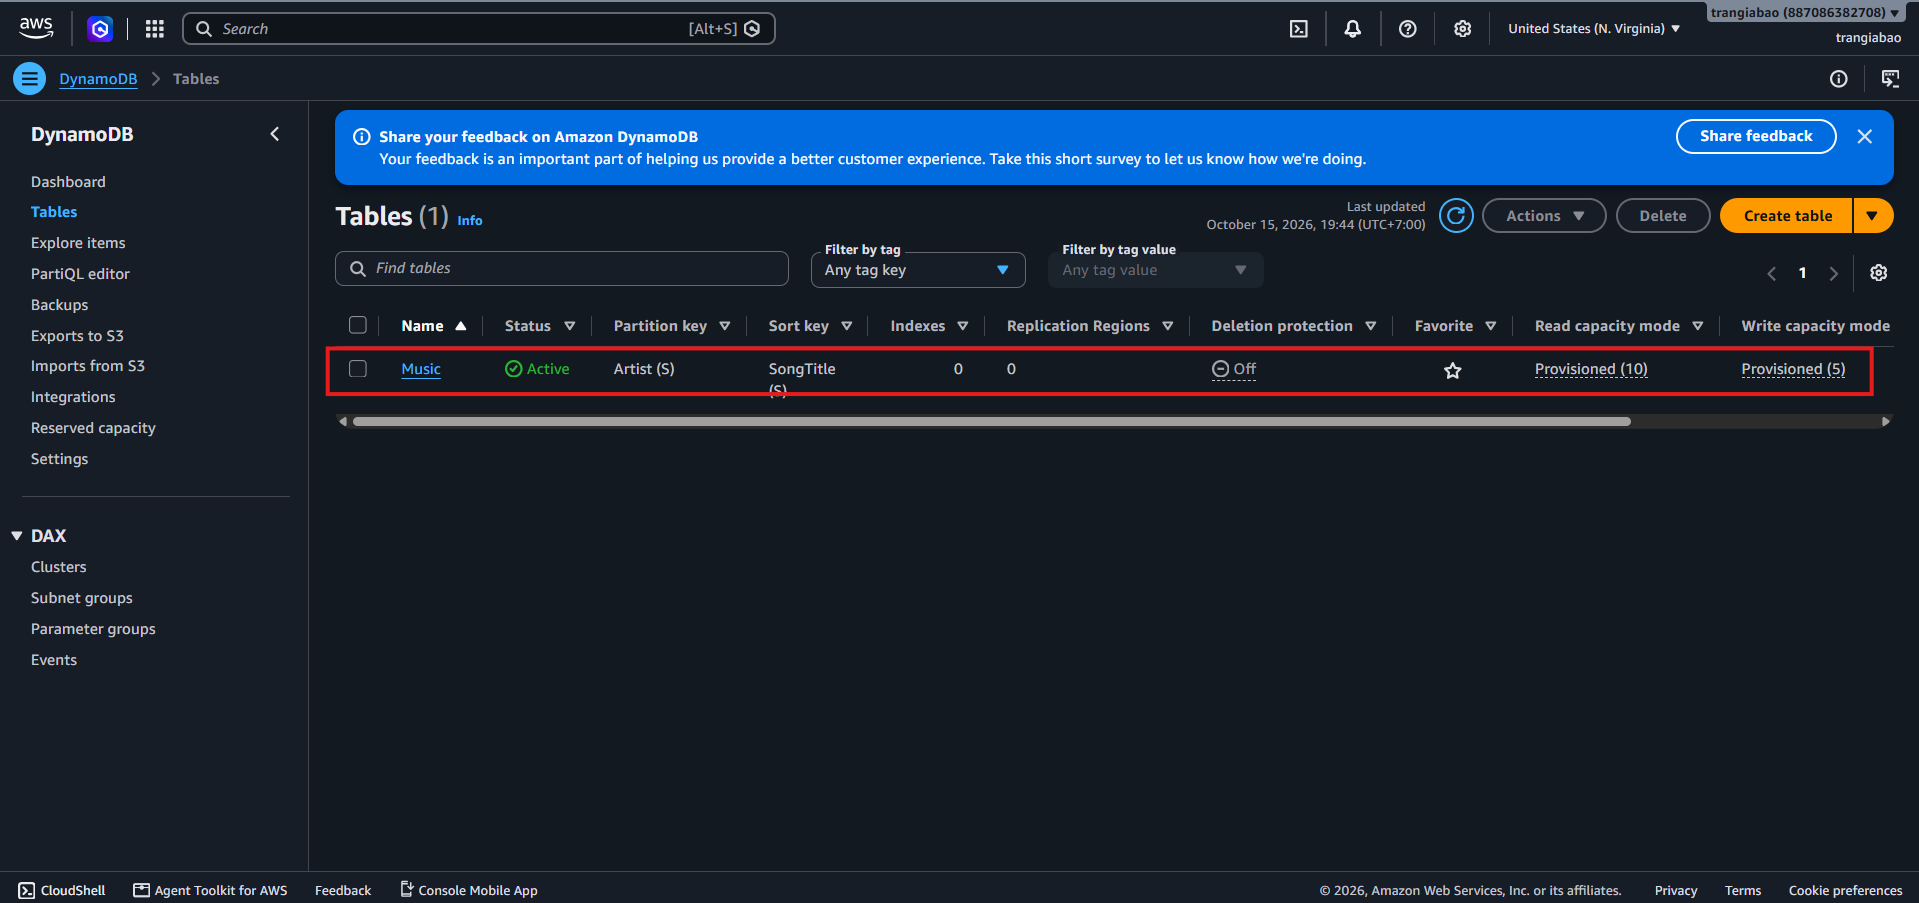 aws
Search [Alt+S]
United States (N. Virginia)
trangiabao (887086382708)
trangiabao
DynamoDB Tables
DynamoDB
Dashboard
Tables
Explore items
PartiQL editor
Backups
Exports to S3
Imports from S3
Integrations
Reserved capacity
Settings
DAX
Clusters
Subnet groups
Parameter groups
Events
Share your feedback on Amazon DynamoDB
Your feedback is an important part of helping us provide a better customer experience. Take this short survey to let us know how we're doing.
Share feedback
Tables (1) Info
Last updated
October 15, 2026, 19:44 (UTC+7:00)
Actions
Delete
Create table
Find tables
Filter by tag
Any tag key
Filter by tag value
Any tag value
1
Name Status Partition key Sort key Indexes Replication Regions Deletion protection Favorite Read capacity mode Write capacity mode
Music Active Artist (S) SongTitle 0 0 Off Provisioned (10) Provisioned (5)
(S)
CloudShell Agent Toolkit for AWS Feedback Console Mobile App © 2026, Amazon Web Services, Inc. or its affiliates. Privacy Terms Cookie preferences